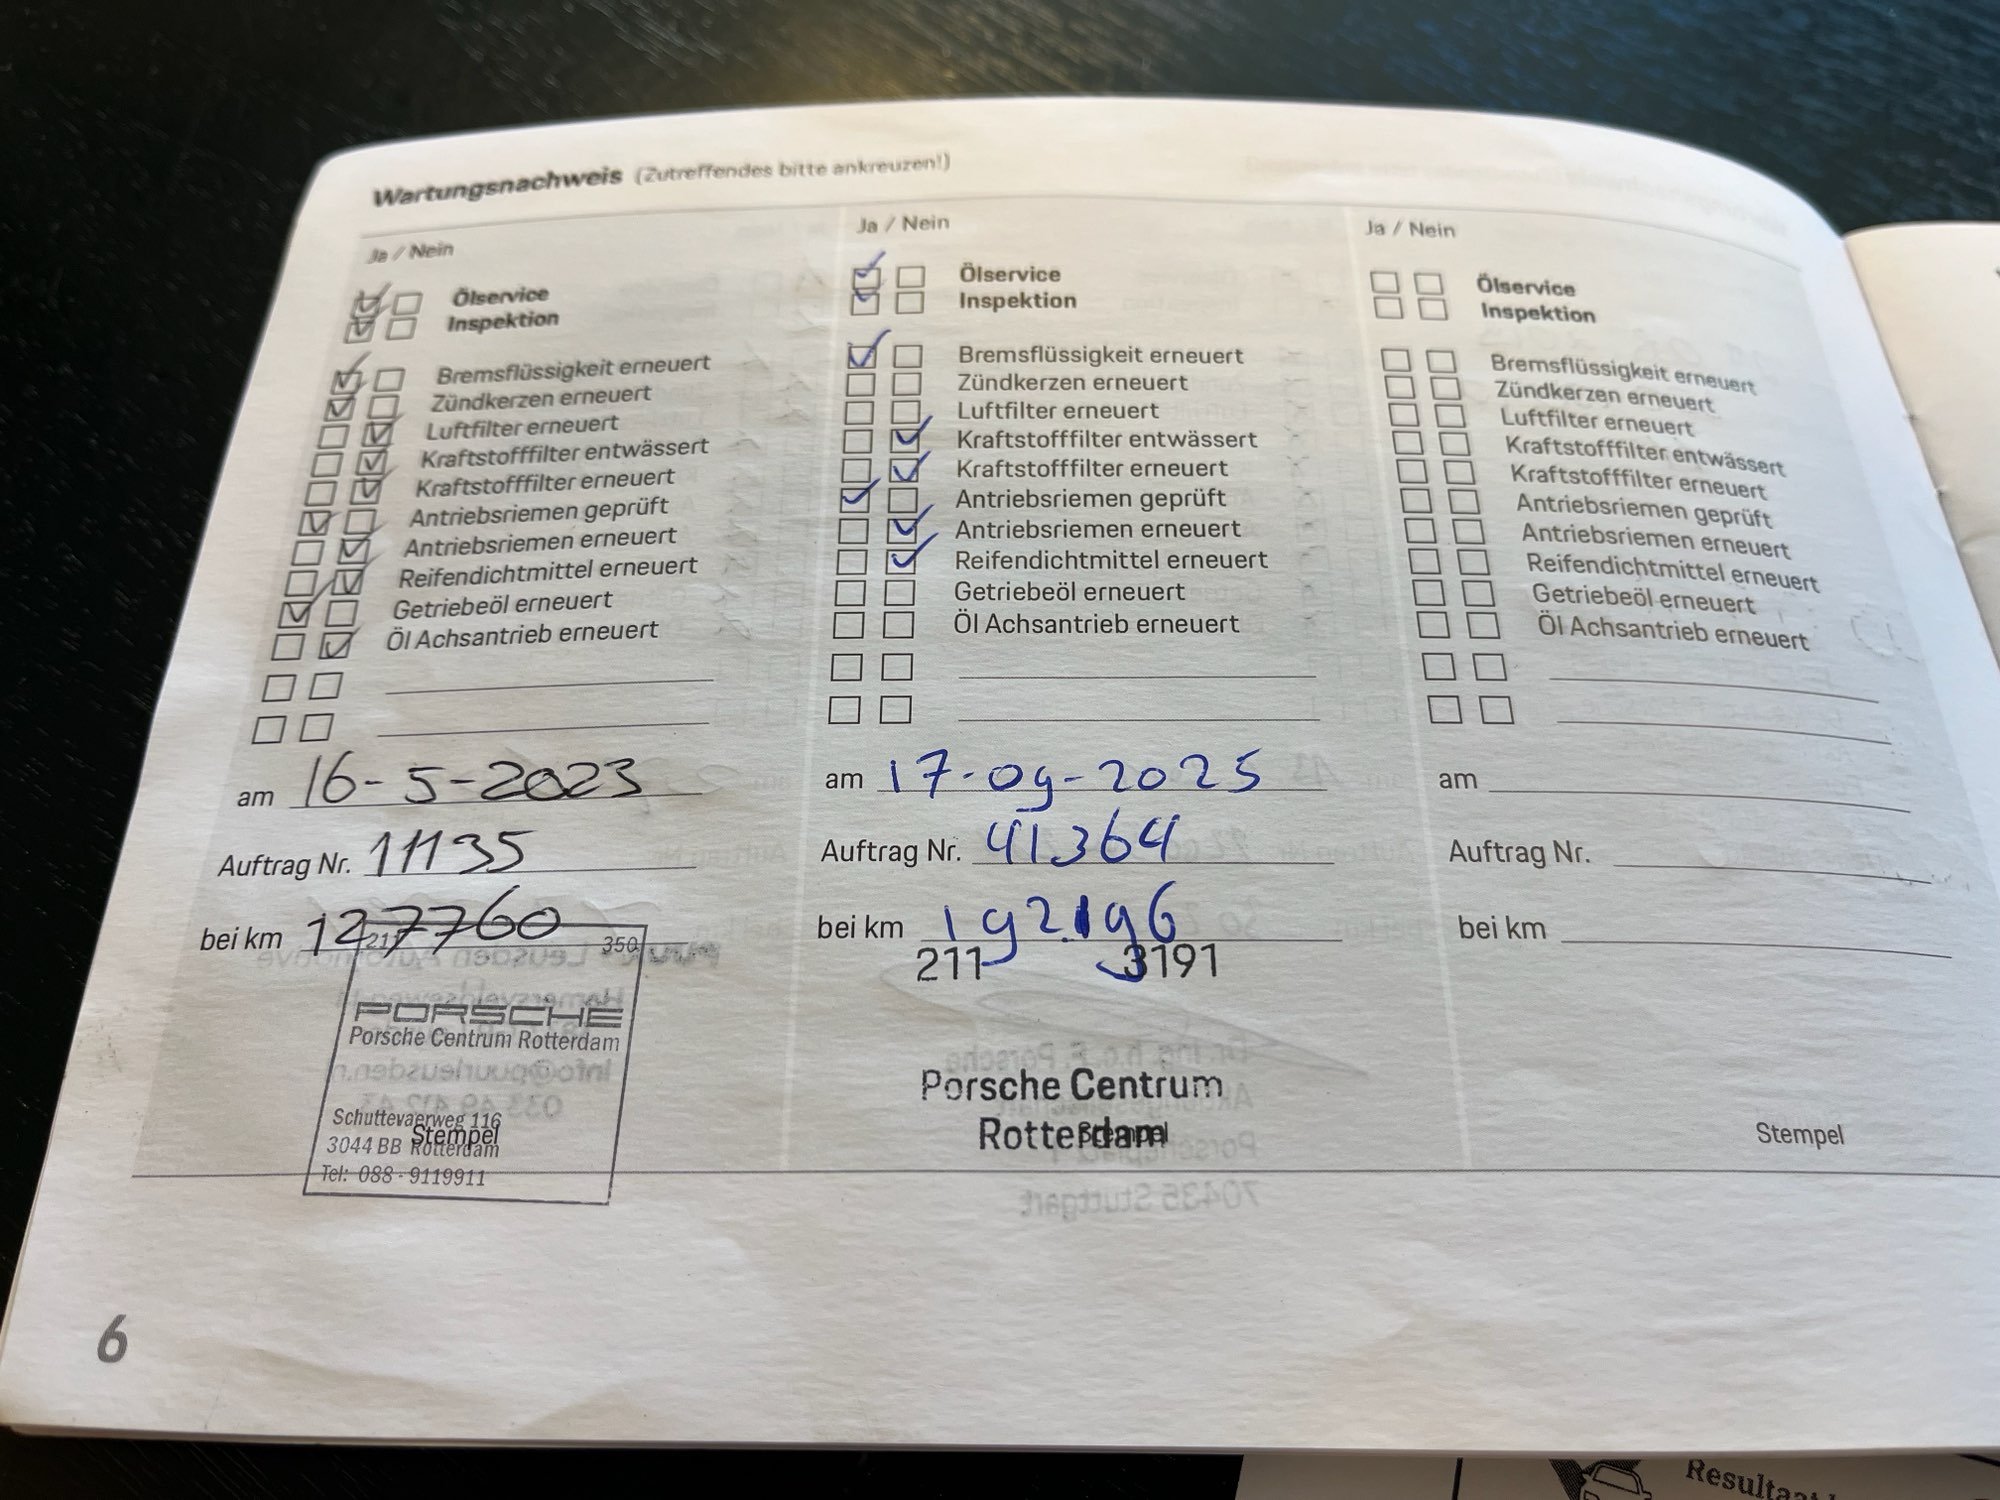 Wartungsnachweis (Zutreffendes bitte ankreuzen!)
Ja / Nein
Ölservice
Inspektion
Bremsflüssigkeit erneuert
Zündkerzen erneuert
Luftfilter erneuert
Kraftstofffilter entwässert
Kraftstofffilter erneuert
Antriebsriemen geprüft
Antriebsriemen erneuert
Reifendichtmittel erneuert
Getriebeöl erneuert
Öl Achsantrieb erneuert
am 16-5-2023
Auftrag Nr. 11135
bei km 127760
211 350
PORSCHE
Porsche Centrum Rotterdam
Schuttevaerweg 116
Stempel
3044 BB Rotterdam
Tel: 088 - 9119911
Ja / Nein
Ölservice
Inspektion
Bremsflüssigkeit erneuert
Zündkerzen erneuert
Luftfilter erneuert
Kraftstofffilter entwässert
Kraftstofffilter erneuert
Antriebsriemen geprüft
Antriebsriemen erneuert
Reifendichtmittel erneuert
Getriebeöl erneuert
Öl Achsantrieb erneuert
am 17-09-2025
Auftrag Nr. 41364
bei km 192.196
211 3191
Porsche Centrum
Rotterdam
Stempel
Ja / Nein
Ölservice
Inspektion
Bremsflüssigkeit erneuert
Zündkerzen erneuert
Luftfilter erneuert
Kraftstofffilter entwässert
Kraftstofffilter erneuert
Antriebsriemen geprüft
Antriebsriemen erneuert
Reifendichtmittel erneuert
Getriebeöl erneuert
Öl Achsantrieb erneuert
am
Auftrag Nr.
bei km
Stempel
6